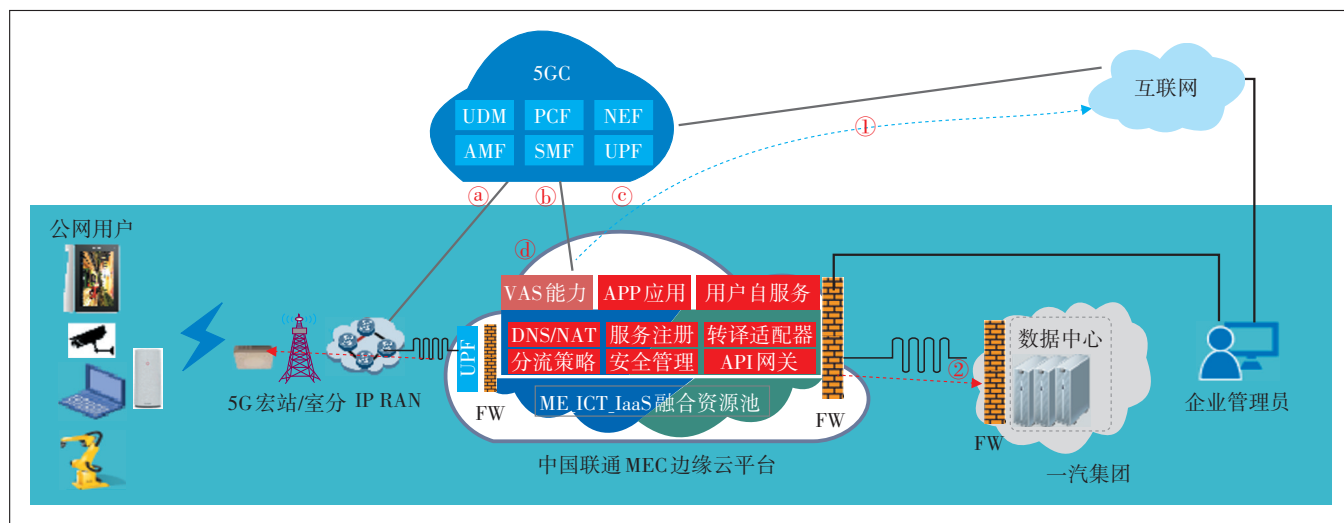 5GC
UDM PCF NEF
AMF SMF UPF
互联网
①
ⓐ ⓑ ⓒ
公网用户
ⓓ
VAS能力 APP应用 用户自服务
DNS/NAT 服务注册 转译适配器
分流策略 安全管理 API网关
UPF
FW
ME_ICT_IaaS融合资源池
FW
中国联通MEC边缘云平台
5G宏站/室分 IP RAN
②
数据中心
FW
一汽集团
企业管理员